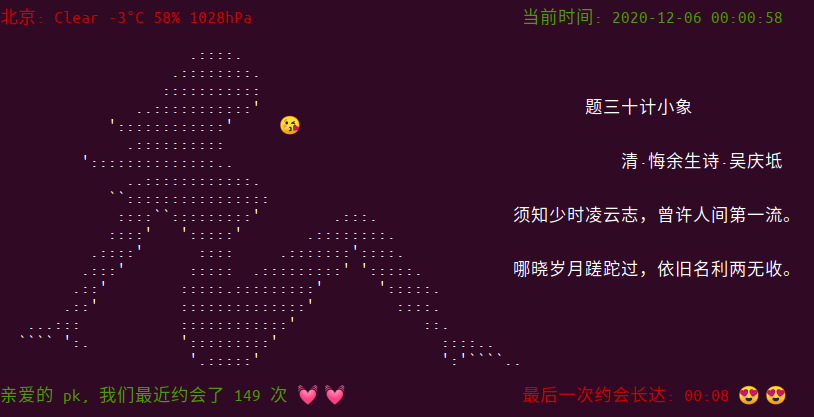 北京: Clear -3°C 58% 1028hPa
当前时间: 2020-12-06 00:00:58
题三十计小象
清·悔余生诗·吴庆坻
须知少时凌云志，曾许人间第一流。
哪晓岁月蹉跎过，依旧名利两无收。
亲爱的 pk, 我们最近约会了 149 次 💓 💓
最后一次约会长达: 00:08 😍 😍